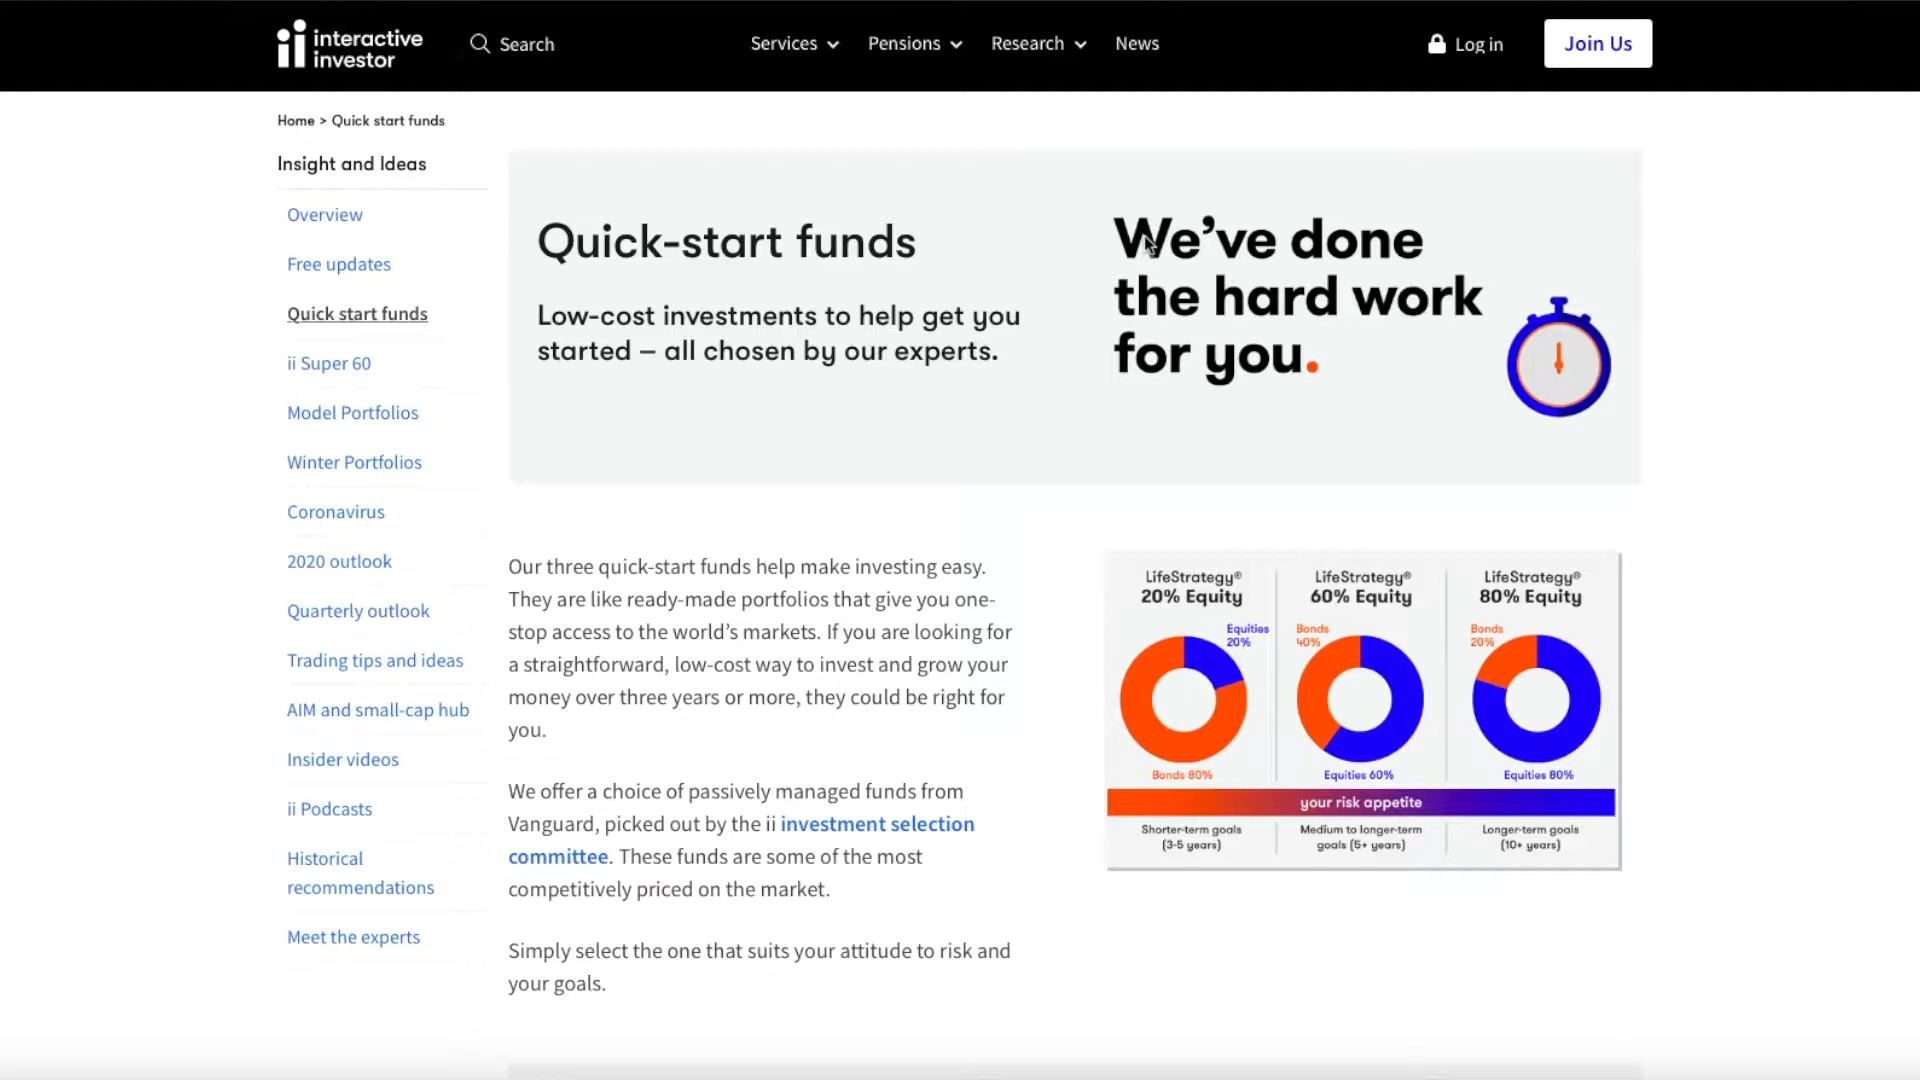 interactive
investor
Search
Services
Pensions
Research
News
Log in
Join Us
Home > Quick start funds
Insight and Ideas
Overview
Free updates
Quick start funds
ii Super 60
Model Portfolios
Winter Portfolios
Coronavirus
2020 outlook
Quarterly outlook
Trading tips and ideas
AIM and small-cap hub
Insider videos
ii Podcasts
Historical
recommendations
Meet the experts
Quick-start funds
Low-cost investments to help get you
started – all chosen by our experts.
We’ve done
the hard work
for you.
Our three quick-start funds help make investing easy.
They are like ready-made portfolios that give you one-
stop access to the world’s markets. If you are looking for
a straightforward, low-cost way to invest and grow your
money over three years or more, they could be right for
you.
We offer a choice of passively managed funds from
Vanguard, picked out by the ii investment selection
committee. These funds are some of the most
competitively priced on the market.
Simply select the one that suits your attitude to risk and
your goals.
LifeStrategy®
20% Equity
Equities
20%
Bonds 80%
LifeStrategy®
60% Equity
Bonds
40%
Equities 60%
LifeStrategy®
80% Equity
Bonds
20%
Equities 80%
your risk appetite
Shorter-term goals
(3-5 years)
Medium to longer-term
goals (5+ years)
Longer-term goals
(10+ years)